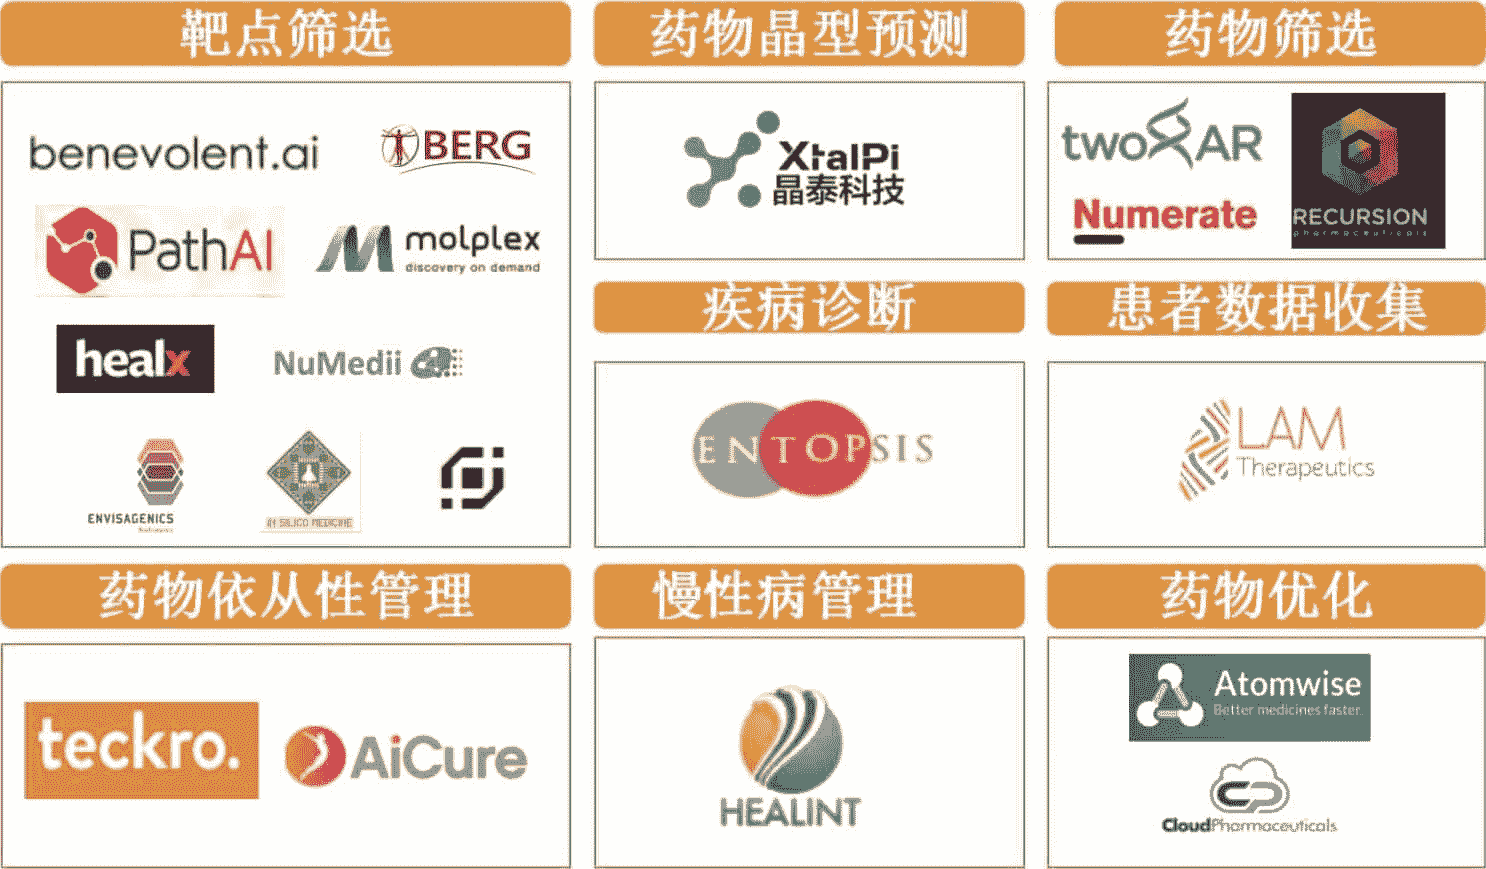 靶点筛选
benevolent.ai
BERG
PathAI
molplex
discovery on demand
healx
NuMedii
ENVISAGENICS
IN SILICO MEDICINE
药物晶型预测
XtalPi
晶泰科技
药物筛选
twoXAR
Numerate
RECURSION
pharmaceuticals
疾病诊断
ENTOPSIS
患者数据收集
LAM
Therapeutics
药物依从性管理
teckro.
AiCure
慢性病管理
HEALINT
药物优化
Atomwise
Better medicines faster.
CloudPharmaceuticals